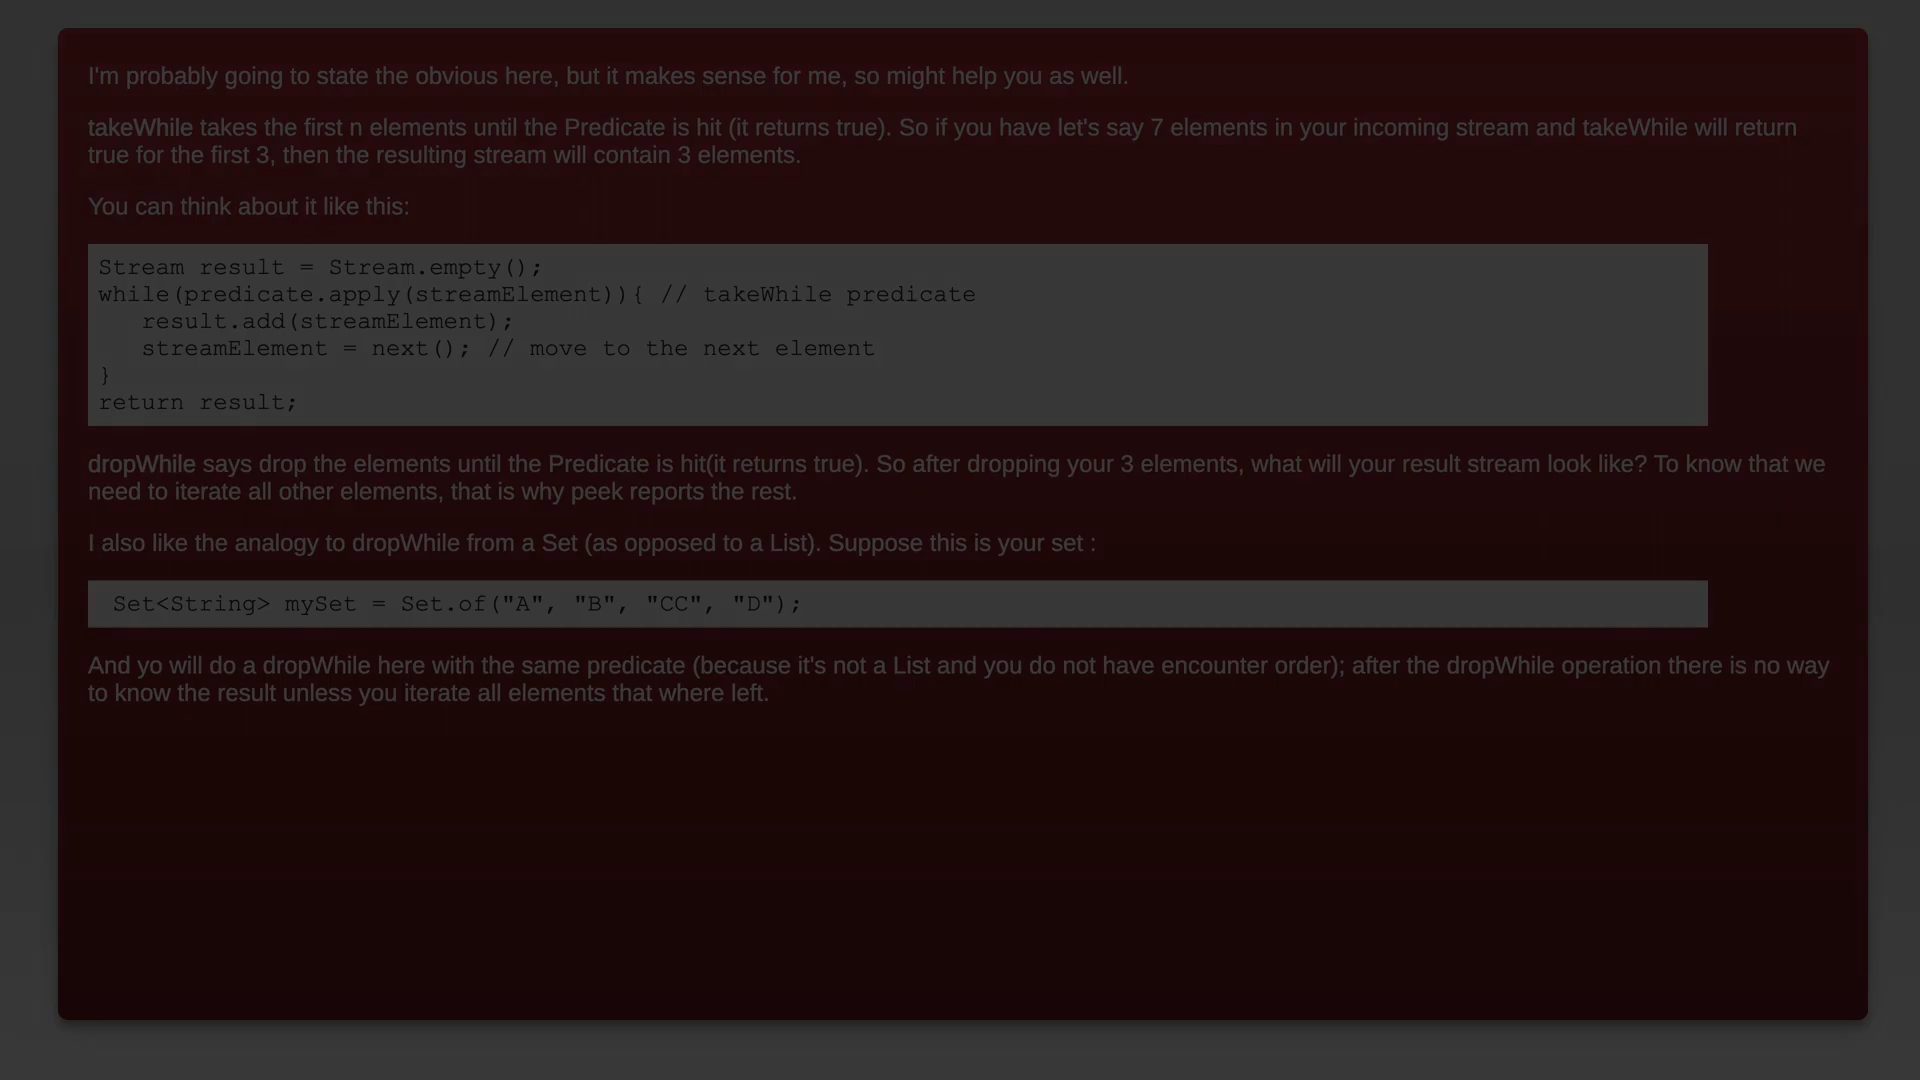 I'm probably going to state the obvious here, but it makes sense for me, so might help you as well.
takeWhile takes the first n elements until the Predicate is hit (it returns true). So if you have let's say 7 elements in your incoming stream and takeWhile will return
true for the first 3, then the resulting stream will contain 3 elements.
You can think about it like this:
Stream result = Stream.empty();
while(predicate.apply(streamElement)){ // takeWhile predicate
   result.add(streamElement);
   streamElement = next(); // move to the next element
}
return result;
dropWhile says drop the elements until the Predicate is hit(it returns true). So after dropping your 3 elements, what will your result stream look like? To know that we
need to iterate all other elements, that is why peek reports the rest.
I also like the analogy to dropWhile from a Set (as opposed to a List). Suppose this is your set :
 Set<String> mySet = Set.of("A", "B", "CC", "D");
And yo will do a dropWhile here with the same predicate (because it's not a List and you do not have encounter order); after the dropWhile operation there is no way
to know the result unless you iterate all elements that where left.